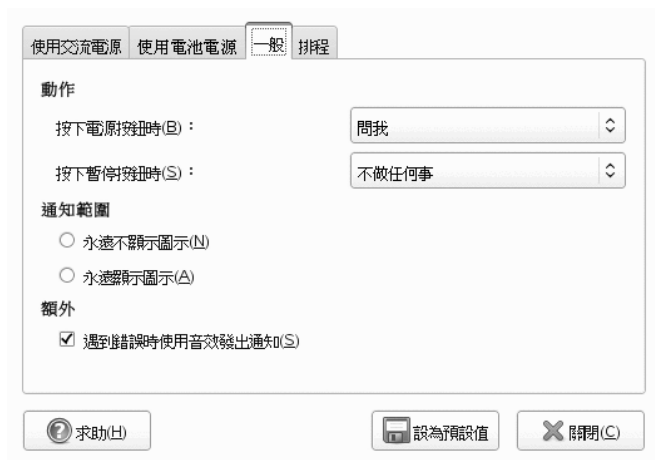 使用交流電源 使用電池電源 一般 排程
動作
按下電源按鈕時(B)： 問我
按下暫停按鈕時(S)： 不做任何事
通知範圍
永遠不顯示圖示(N)
永遠顯示圖示(A)
額外
遇到錯誤時使用音效發出通知(S)
求助(H) 設為預設值 關閉(C)